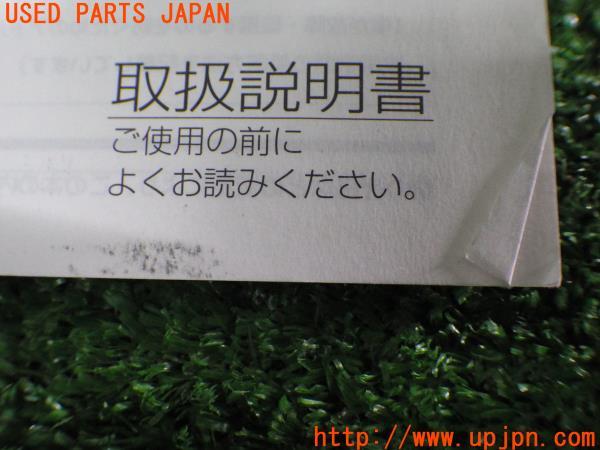 USED PARTS JAPAN
取扱説明書
ご使用の前に
よくお読みください。
http://www.upjpn.com